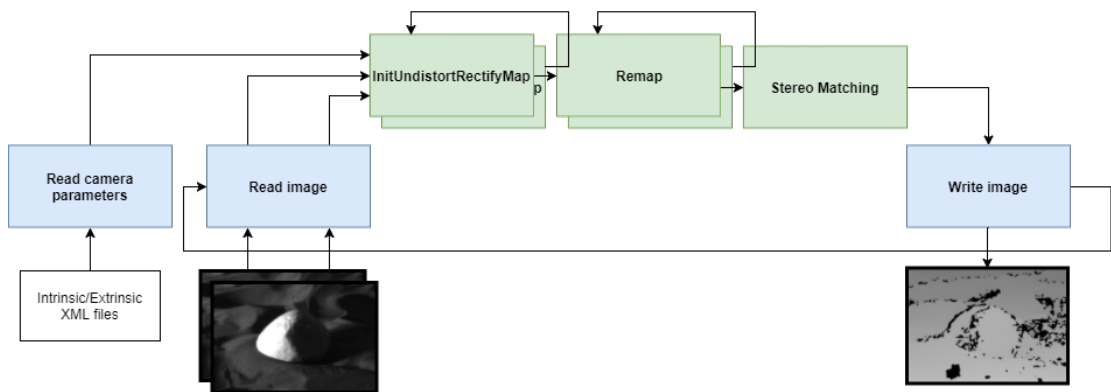 InitUndistortRectifyMap
p
Remap
Stereo Matching
Read camera
parameters
Read image
Write image
Intrinsic/Extrinsic
XML files